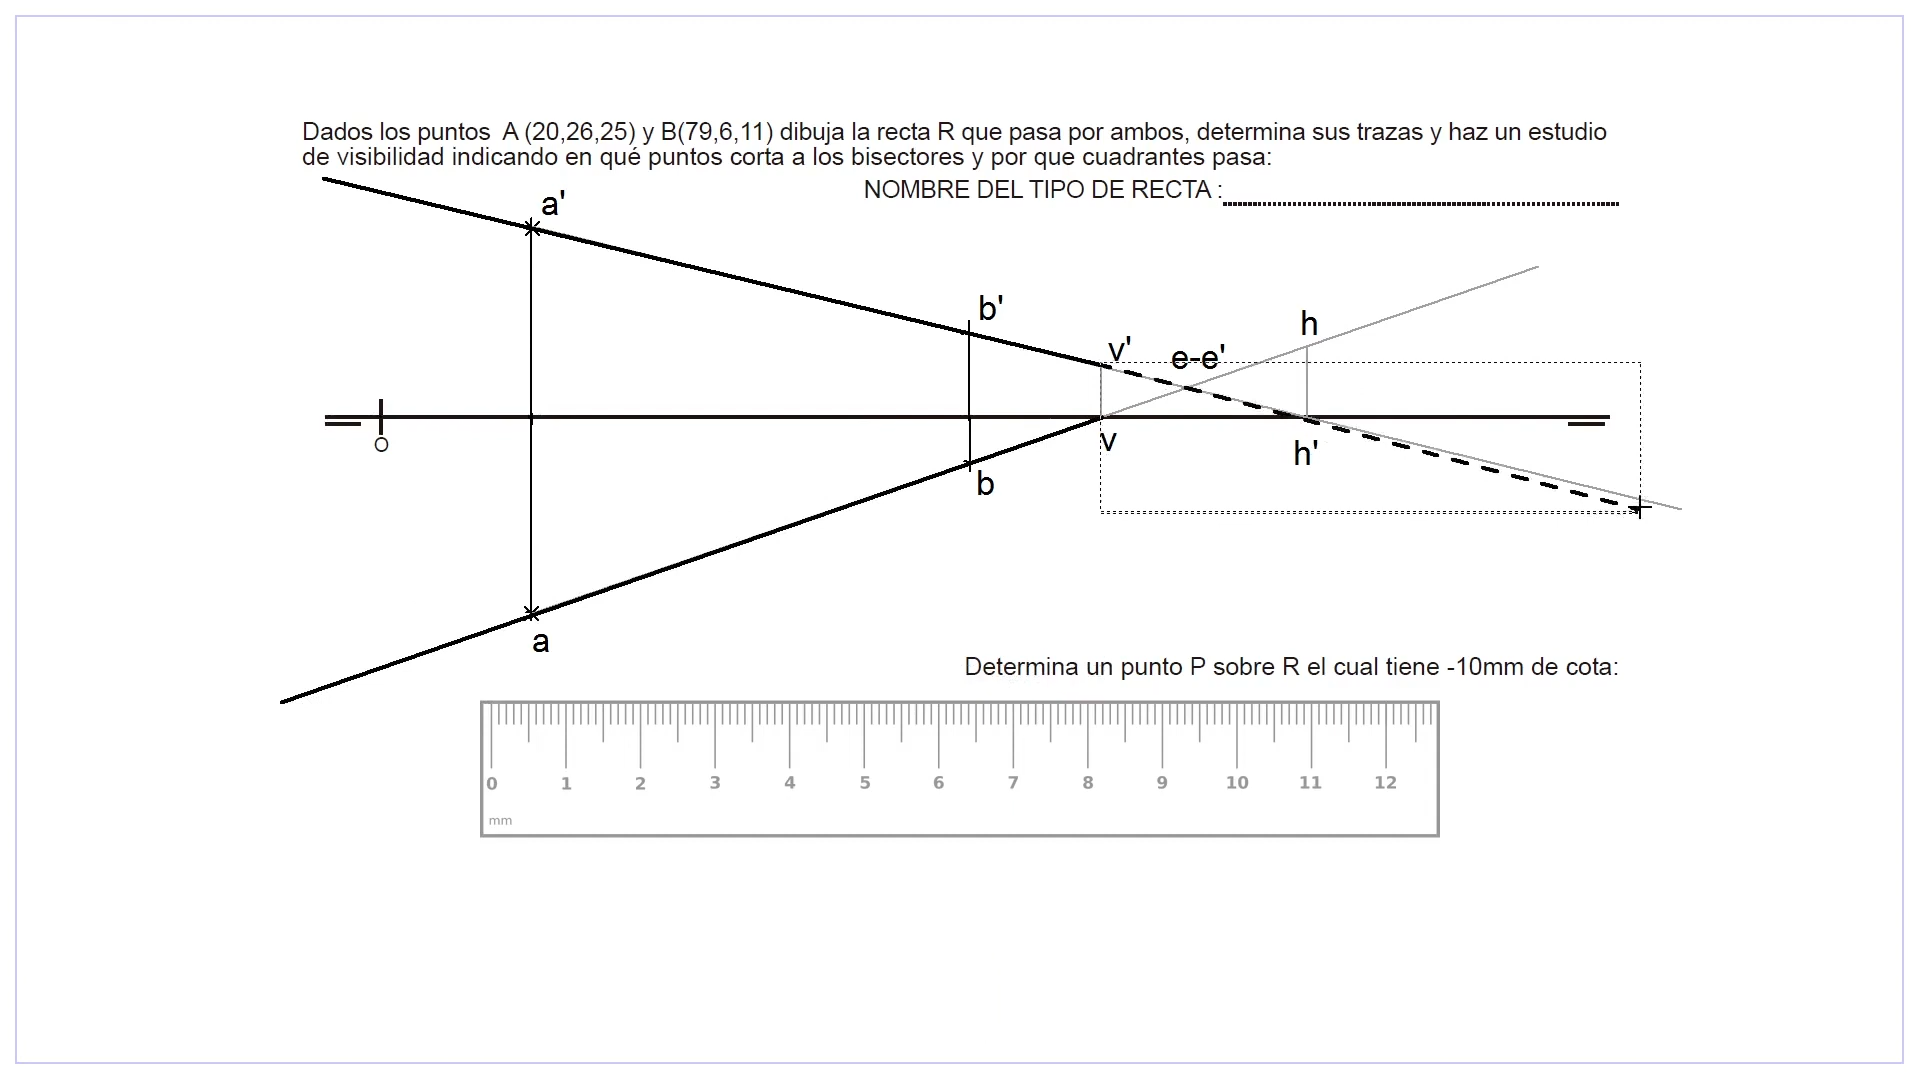 Dados los puntos  A (20,26,25) y B(79,6,11) dibuja la recta R que pasa por ambos, determina sus trazas y haz un estudio
de visibilidad indicando en qué puntos corta a los bisectores y por que cuadrantes pasa:
NOMBRE DEL TIPO DE RECTA :
a'
b'
h
v'
e-e'
O
v
h'
b
a
Determina un punto P sobre R el cual tiene -10mm de cota:
0 1 2 3 4 5 6 7 8 9 10 11 12
mm